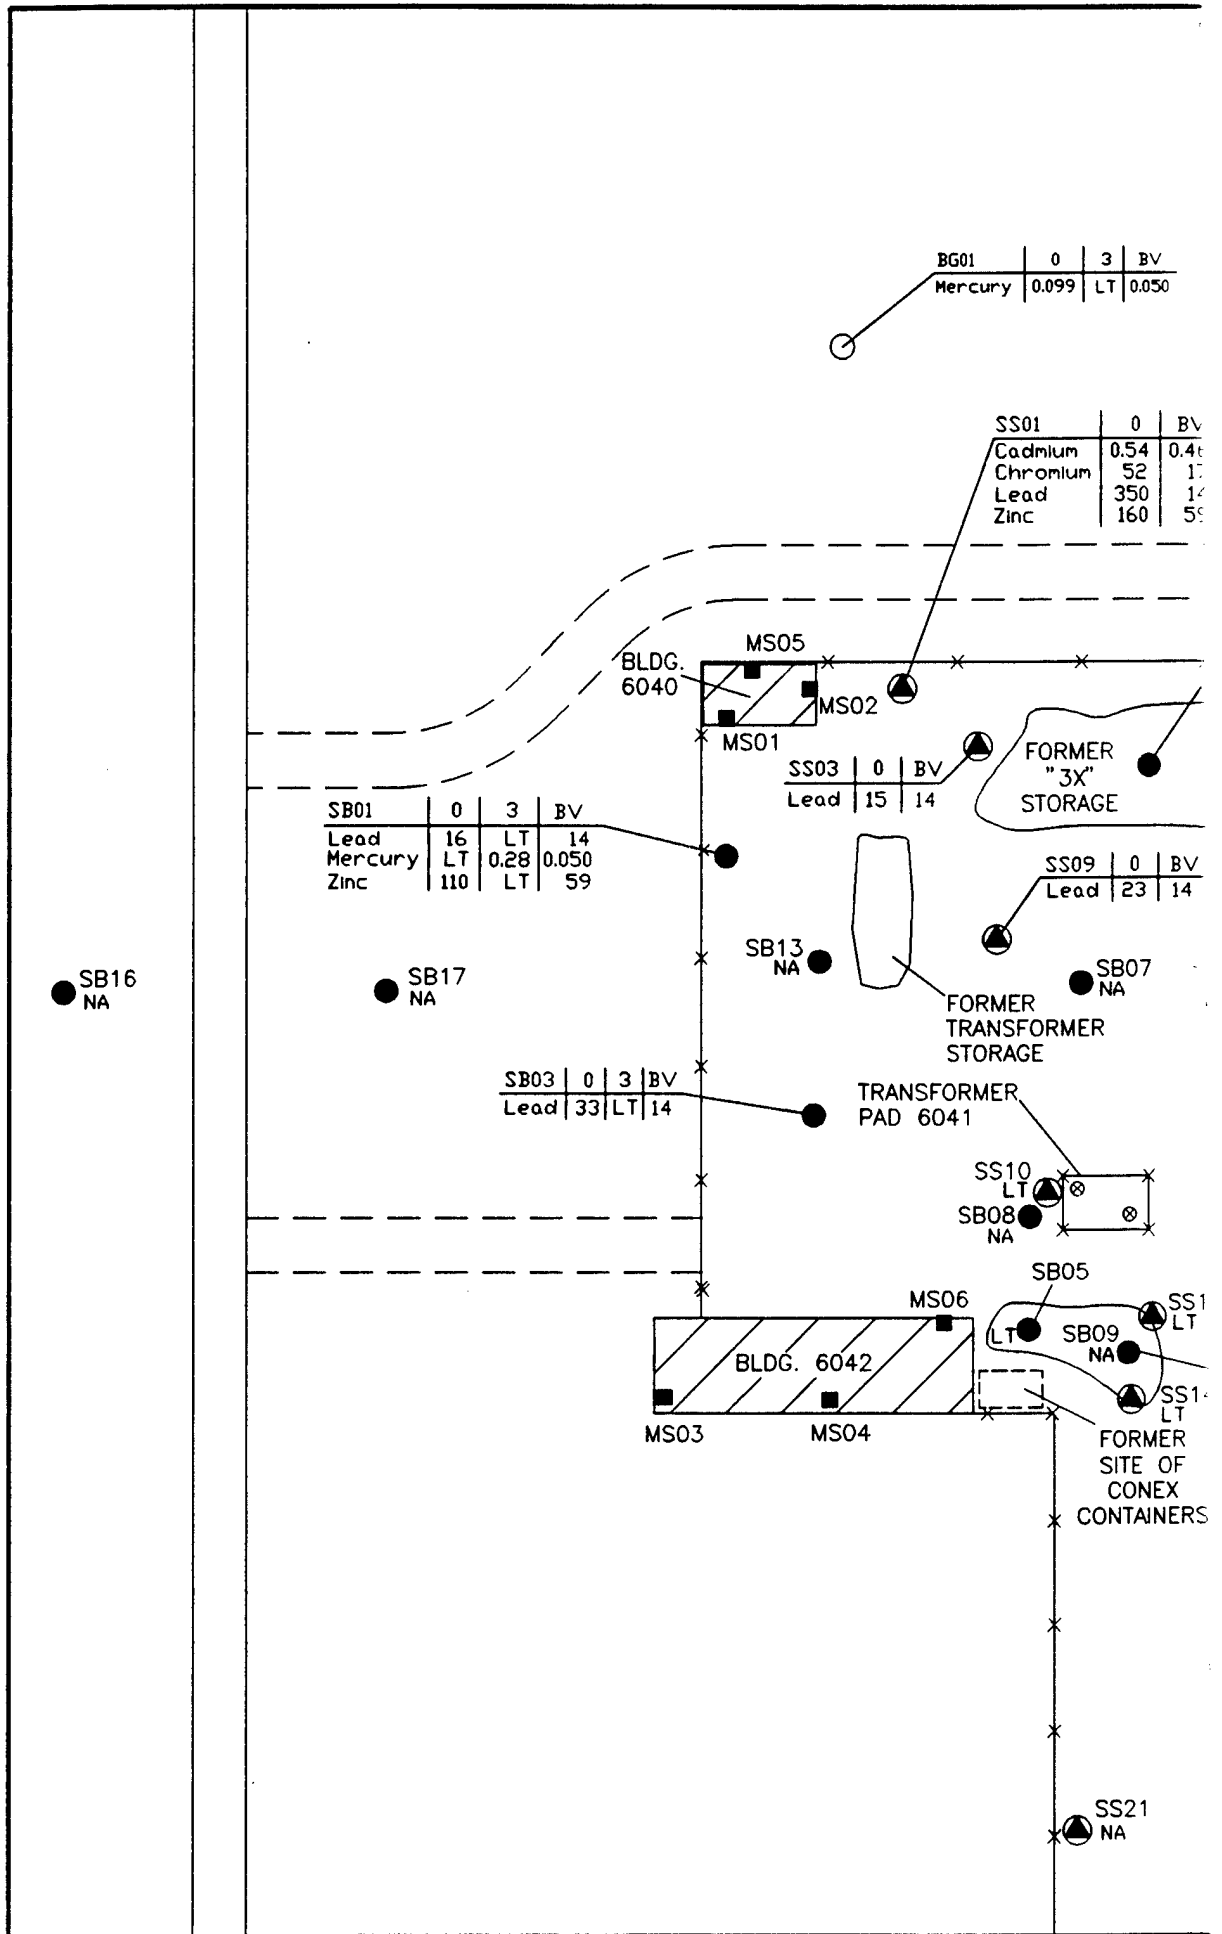 BG01 0 3 BV
Mercury 0.099 LT 0.050
SS01 0 BV
Cadmium 0.54
Chromium 52
Lead 350
Zinc 160
MS05
BLDG.
6040
MS02
MS01
FORMER
"3X"
STORAGE
SS03 0 BV
Lead 15 14
SB01 0 3 BV
Lead 16 LT 14
Mercury LT 0.28 0.050
Zinc 110 LT 59
SS09 0 BV
Lead 23 14
SB13
NA
SB16
NA
SB17
NA
SB07
NA
FORMER
TRANSFORMER
STORAGE
SB03 0 3 BV
Lead 33 LT 14
TRANSFORMER
PAD 6041
SS10
LT
SB08
NA
SB05
MS06
LT
SB09
NA
LT
BLDG. 6042
LT
MS03
MS04
FORMER
SITE OF
CONEX
CONTAINERS
SS21
NA